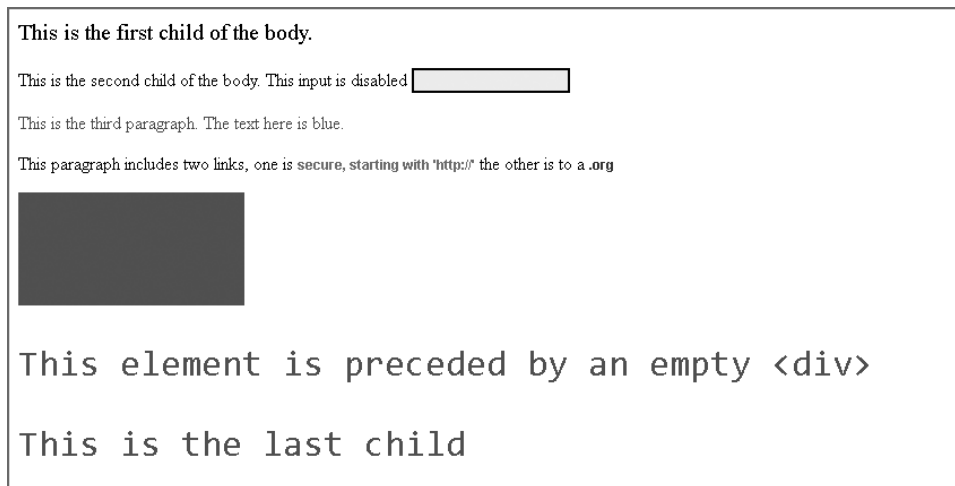 This is the first child of the body.
This is the second child of the body. This input is disabled
This is the third paragraph. The text here is blue.
This paragraph includes two links, one is secure, starting with 'http://' the other is to a .org
This element is preceded by an empty <div>
This is the last child